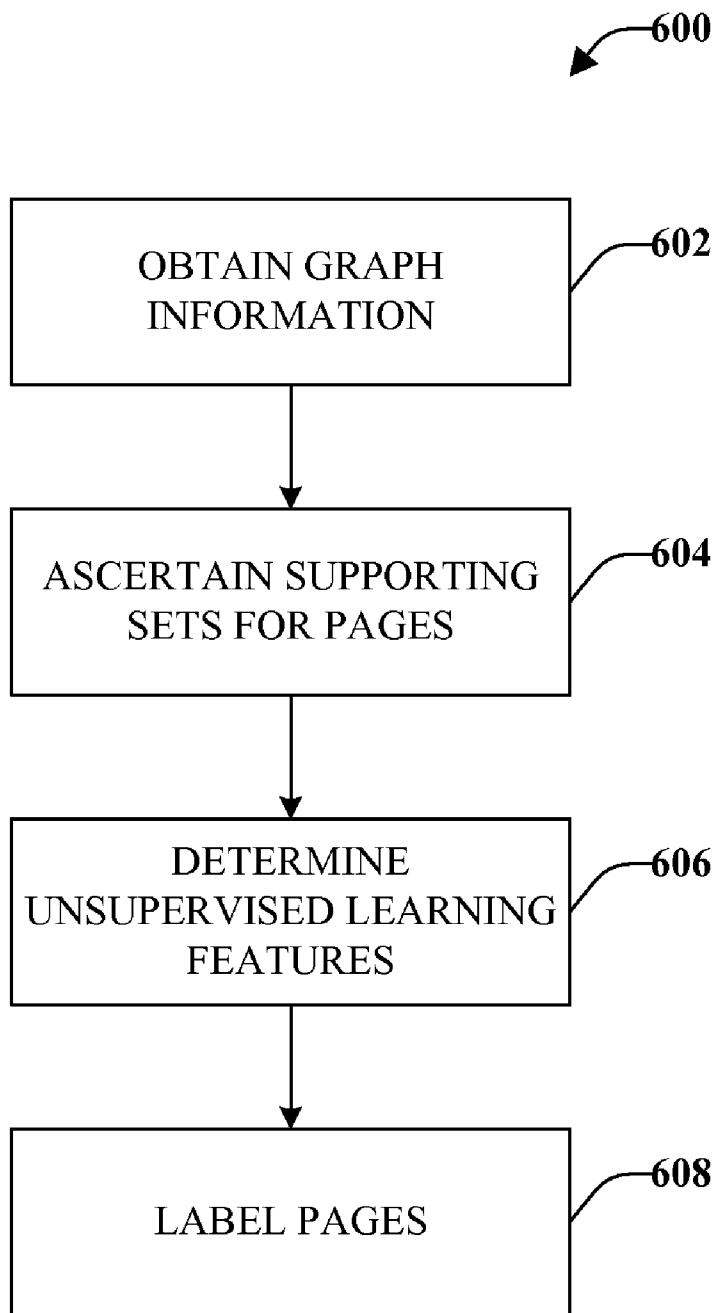 600
OBTAIN GRAPH
INFORMATION
602
ASCERTAIN SUPPORTING
SETS FOR PAGES
604
DETERMINE
UNSUPERVISED LEARNING
FEATURES
606
LABEL PAGES
608